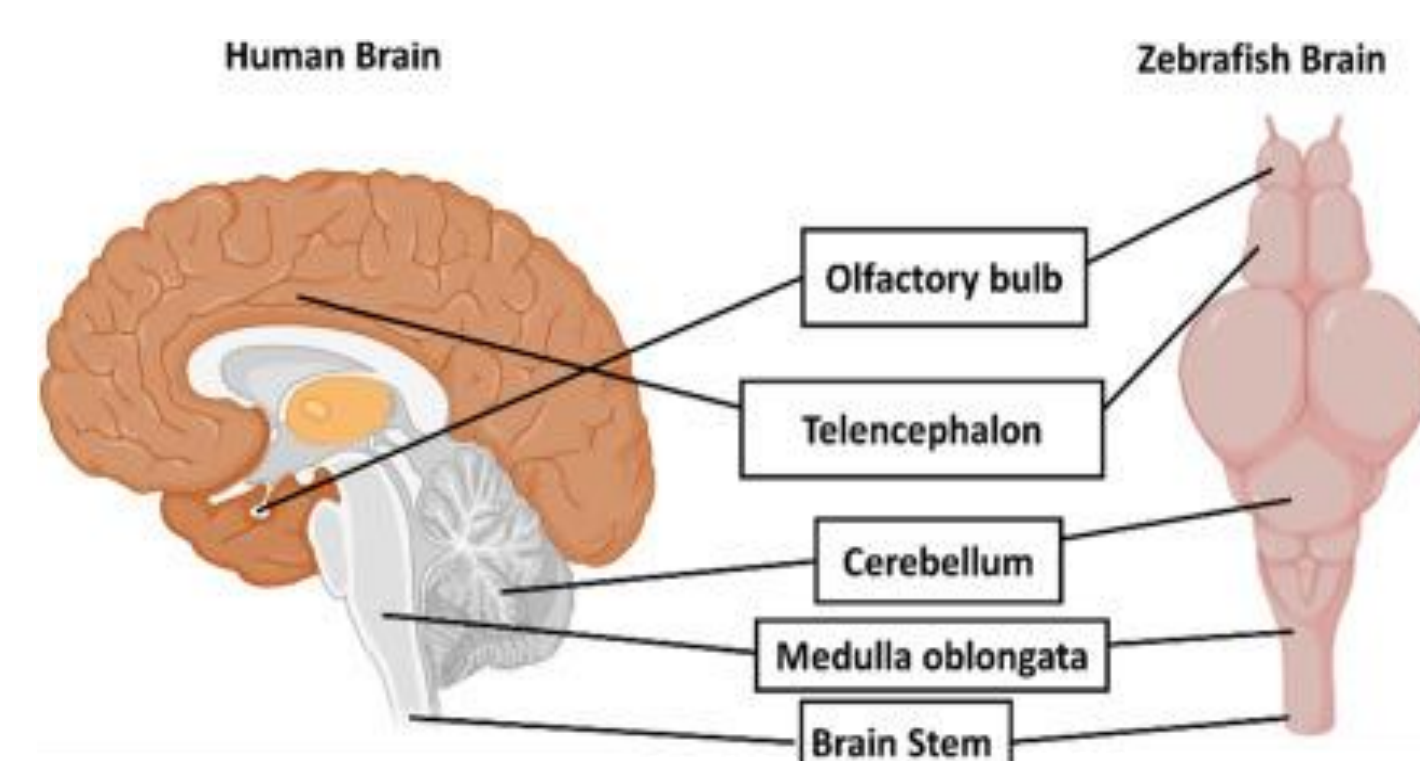 Human Brain
Zebrafish Brain
Olfactory bulb
Telencephalon
Cerebellum
Medulla oblongata
Brain Stem